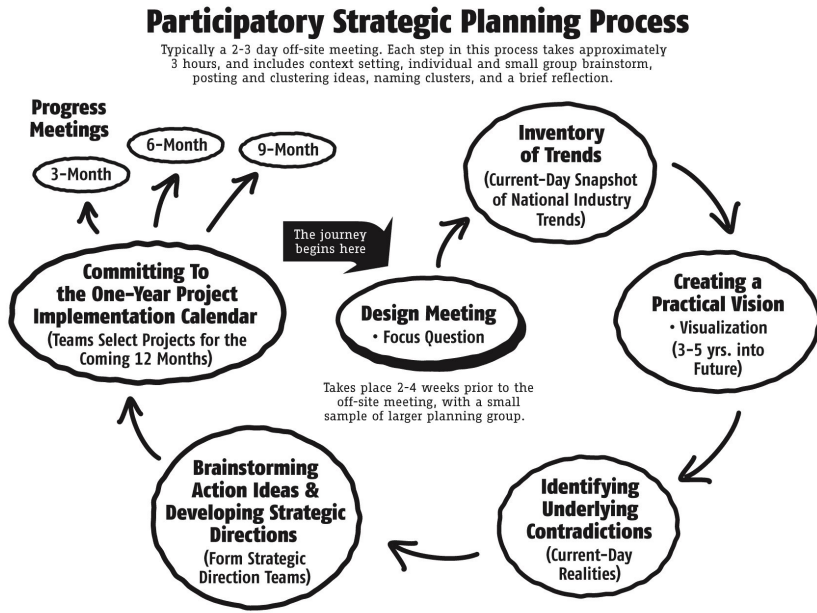 Participatory Strategic Planning Process
Typically a 2-3 day off-site meeting. Each step in this process takes approximately
3 hours, and includes context setting, individual and small group brainstorm,
posting and clustering ideas, naming clusters, and a brief reflection.
Progress
Meetings
3-Month
6-Month
9-Month
The journey
begins here
Design Meeting
• Focus Question
Takes place 2-4 weeks prior to the
off-site meeting, with a small
sample of larger planning group.
Inventory
of Trends
(Current-Day Snapshot
of National Industry
Trends)
Creating a
Practical Vision
• Visualization
(3-5 yrs. into
Future)
Identifying
Underlying
Contradictions
(Current-Day
Realities)
Brainstorming
Action Ideas &
Developing Strategic
Directions
(Form Strategic
Direction Teams)
Committing To
the One-Year Project
Implementation Calendar
(Teams Select Projects for the
Coming 12 Months)